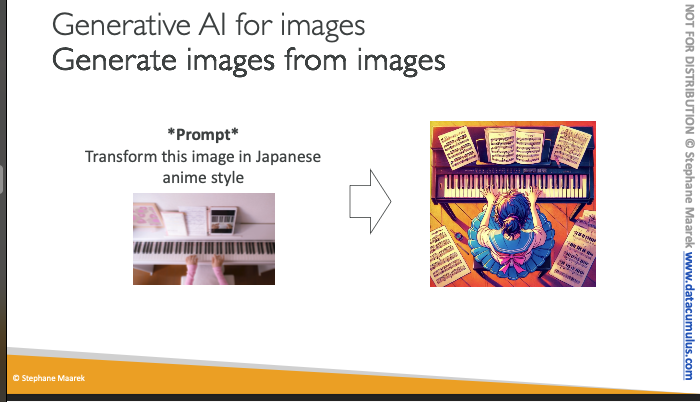 Generative AI for images
Generate images from images
*Prompt*
Transform this image in Japanese
anime style
© Stephane Maarek
NOT FOR DISTRIBUTION © Stephane Maarek www.datacumulus.com